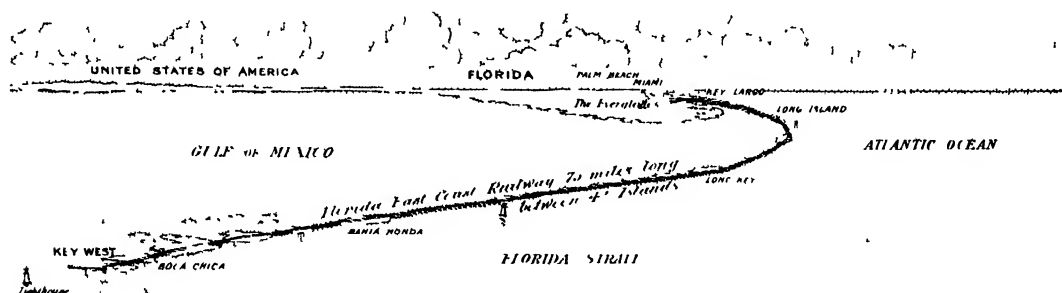 UNITED STATES OF AMERICA
FLORIDA
PALM BEACH
MIAMI
KEY LARGO
The Everglades
LONG ISLAND
GULF OF MEXICO
ATLANTIC OCEAN
Florida East Coast Railway 75 miles long
between Islands
LONG KEY
BAHIA HONDA
KEY WEST
BOCA CHICA
FLORIDA STRAIT
Lighthouse